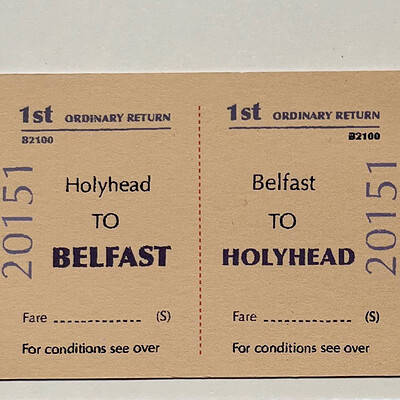 1st ORDINARY RETURN
B2100
20151
Holyhead
TO
BELFAST
Fare ............... (S)
For conditions see over
1st ORDINARY RETURN
B2100
Belfast
TO
HOLYHEAD
20151
Fare ............... (S)
For conditions see over